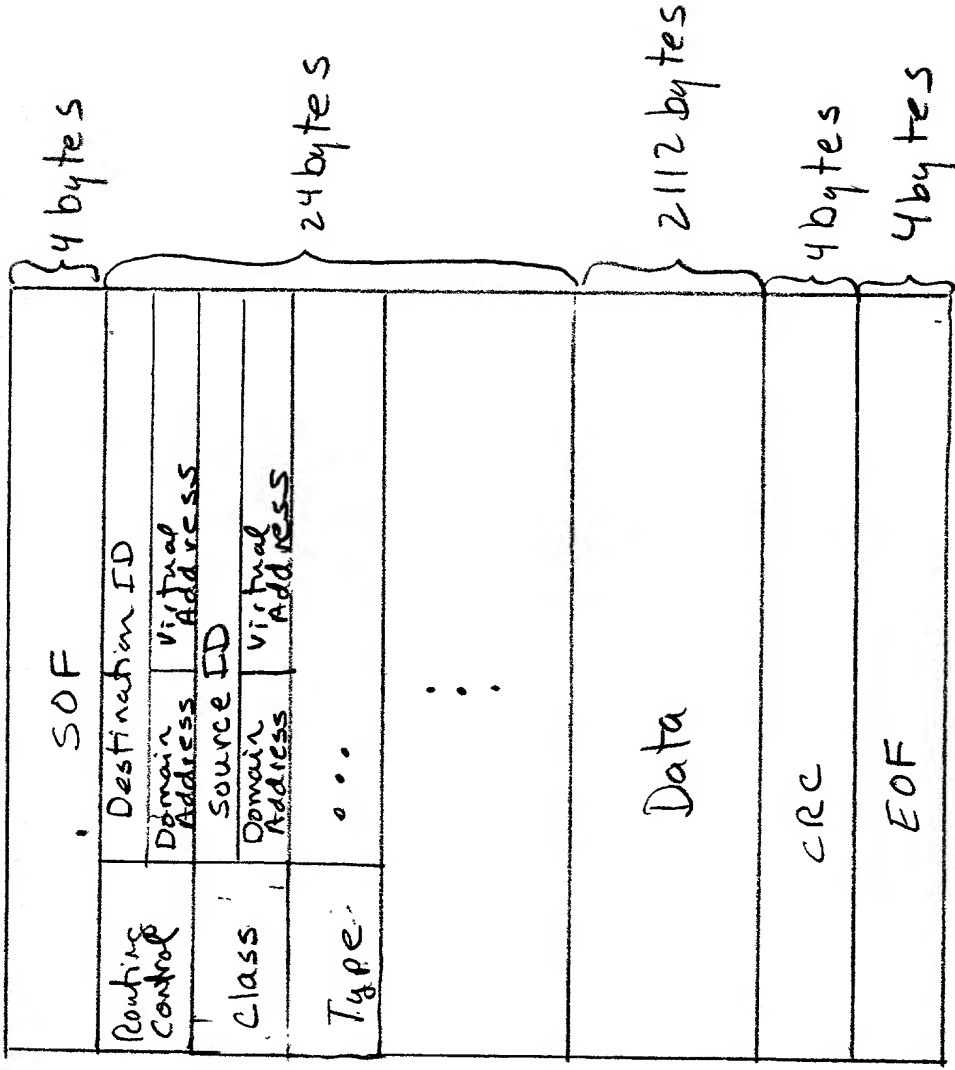 SOF
4 bytes
Routing
Control
Destination ID
Domain
Address
Virtual
Address
Class
Source ID
Domain
Address
Virtual
Address
Type
...
24 bytes
...
Data
2112 bytes
CRC
4 bytes
EOF
4 bytes